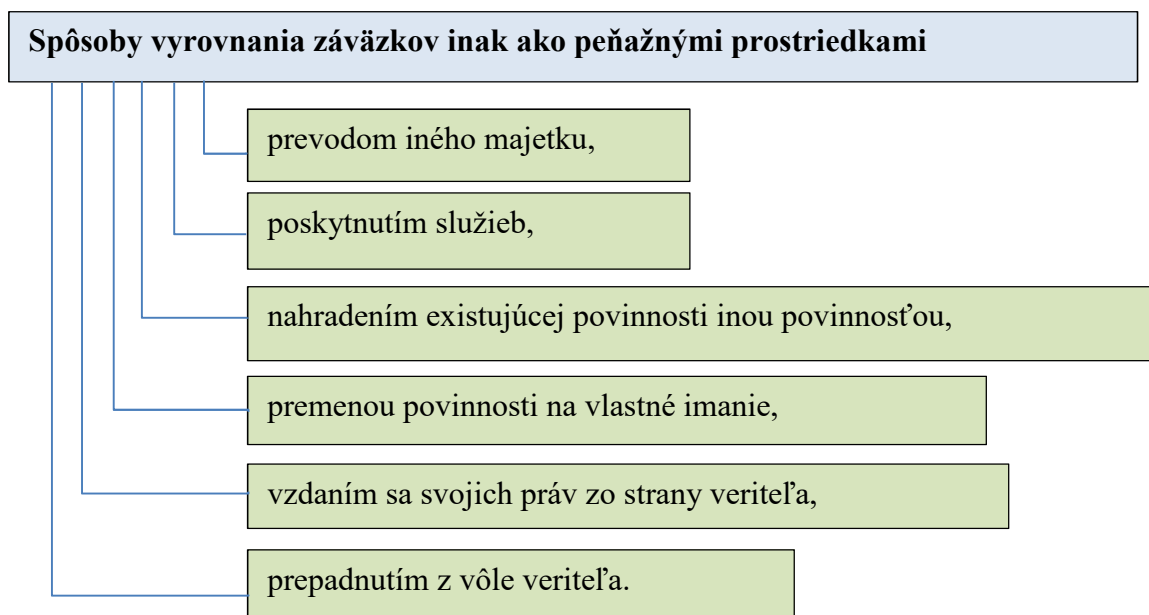 Spôsoby vyrovnania záväzkov inak ako peňažnými prostriedkami
prevodom iného majetku,
poskytnutím služieb,
nahradením existujúcej povinnosti inou povinnosťou,
premenou povinnosti na vlastné imanie,
vzdaním sa svojich práv zo strany veriteľa,
prepadnutím z vôle veriteľa.